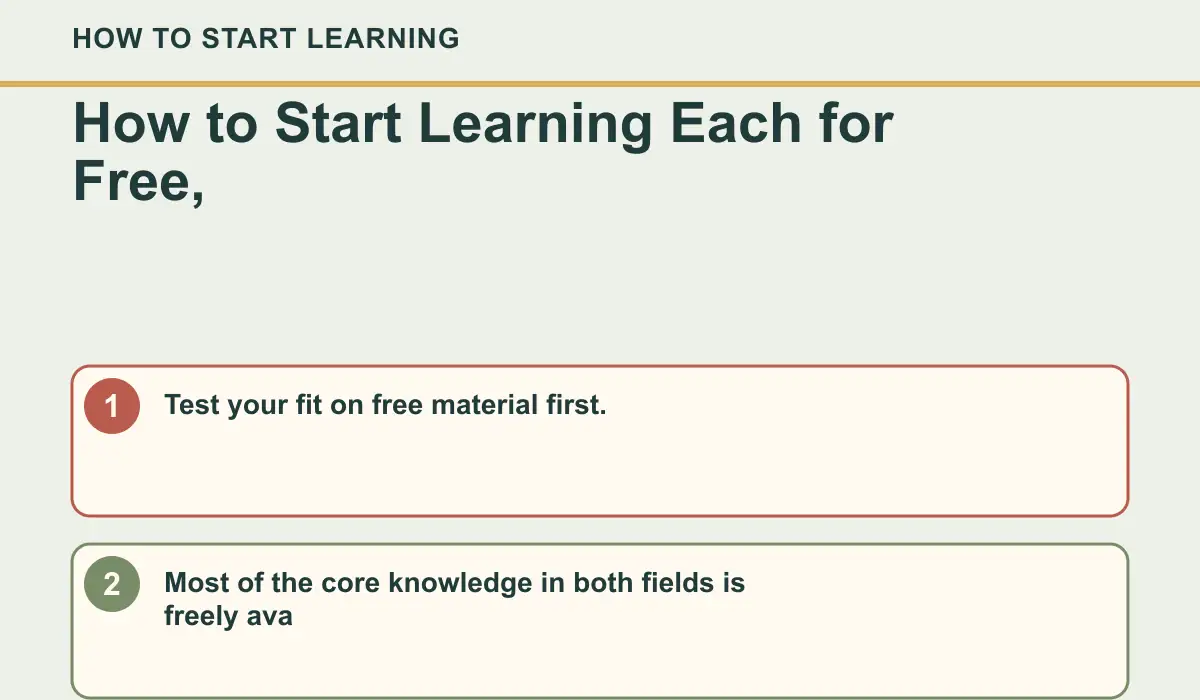 HOW TO START LEARNING
How to Start Learning Each for
Free,
1
Test your fit on free material first.
2
Most of the core knowledge in both fields is
freely ava